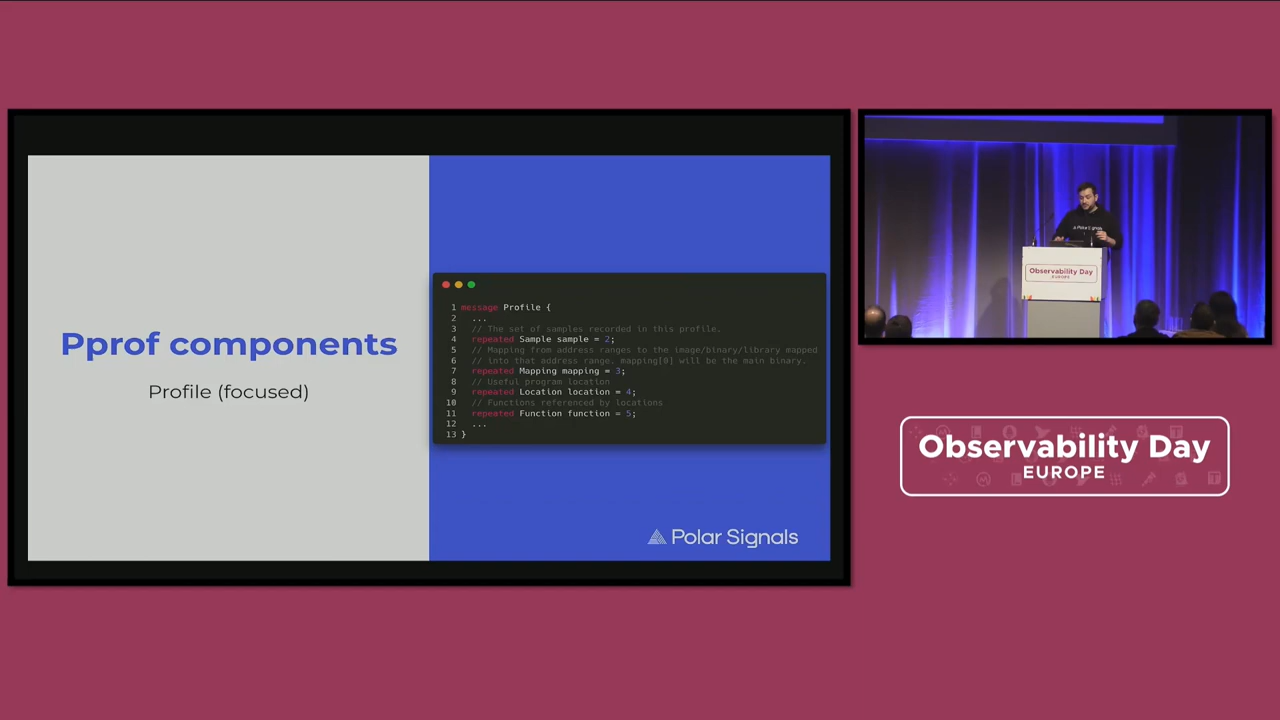 Pprof components
Profile (focused)
1 message Profile {
2 ...
3 // The set of samples recorded in this profile.
4 repeated Sample sample = 2;
5 // Mapping from address ranges to the image/binary/library mapped
6 // into that address range. mapping[0] will be the main binary.
7 repeated Mapping mapping = 3;
8 // Useful program location
9 repeated Location location = 4;
10 // Functions referenced by locations
11 repeated Function function = 5;
12 ...
13 }
Polar Signals
Polar Signals
Observability Day
EUROPE
Observability Day
EUROPE